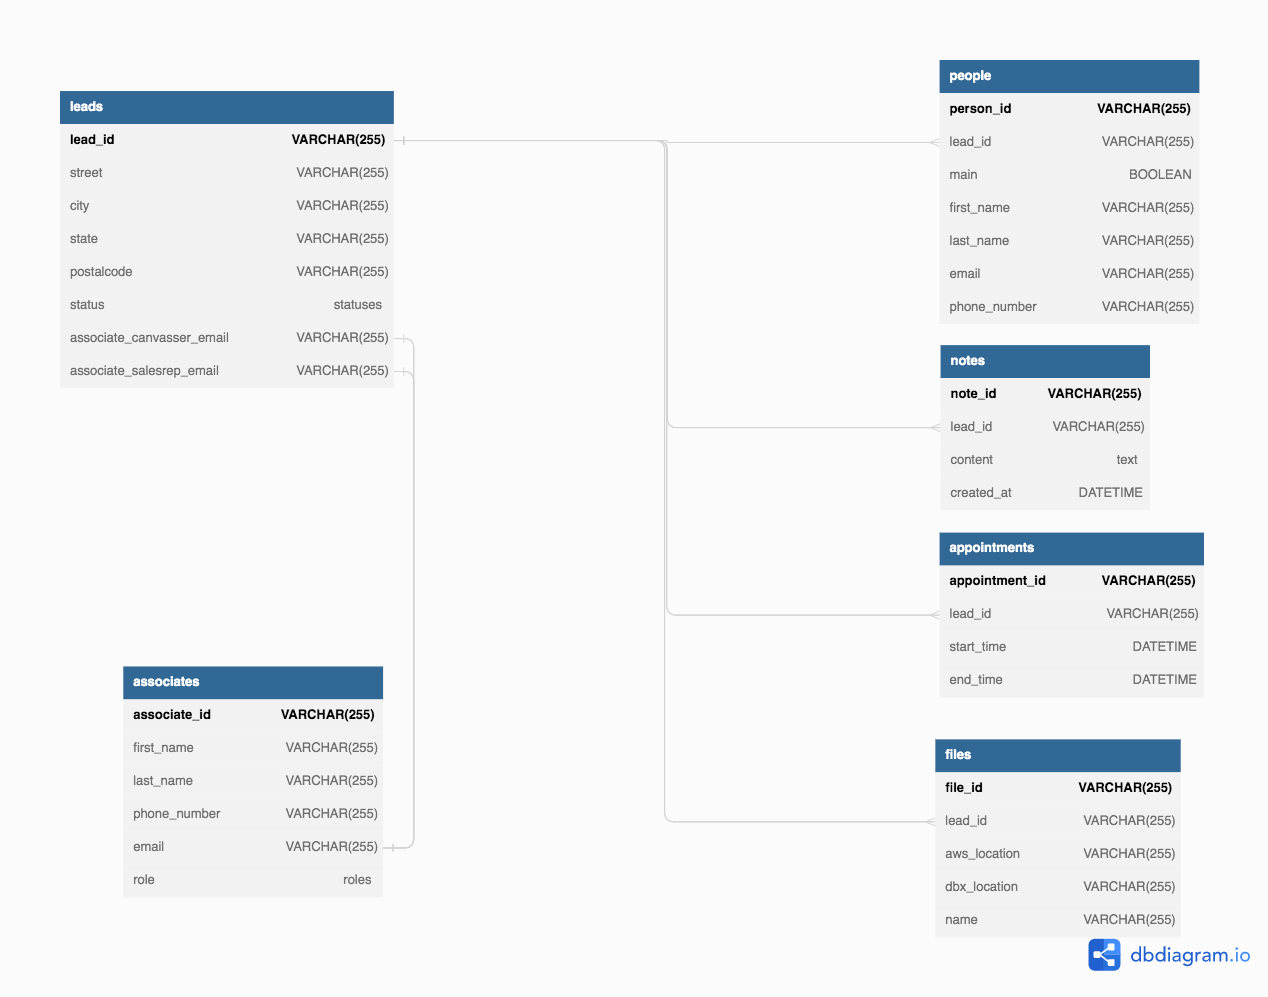 leads
lead_id VARCHAR(255)
street VARCHAR(255)
city VARCHAR(255)
state VARCHAR(255)
postalcode VARCHAR(255)
status statuses
associate_canvasser_email VARCHAR(255)
associate_salesrep_email VARCHAR(255)
associates
associate_id VARCHAR(255)
first_name VARCHAR(255)
last_name VARCHAR(255)
phone_number VARCHAR(255)
email VARCHAR(255)
role roles
people
person_id VARCHAR(255)
lead_id VARCHAR(255)
main BOOLEAN
first_name VARCHAR(255)
last_name VARCHAR(255)
email VARCHAR(255)
phone_number VARCHAR(255)
notes
note_id VARCHAR(255)
lead_id VARCHAR(255)
content text
created_at DATETIME
appointments
appointment_id VARCHAR(255)
lead_id VARCHAR(255)
start_time DATETIME
end_time DATETIME
files
file_id VARCHAR(255)
lead_id VARCHAR(255)
aws_location VARCHAR(255)
dbx_location VARCHAR(255)
name VARCHAR(255)
dbdiagram.io